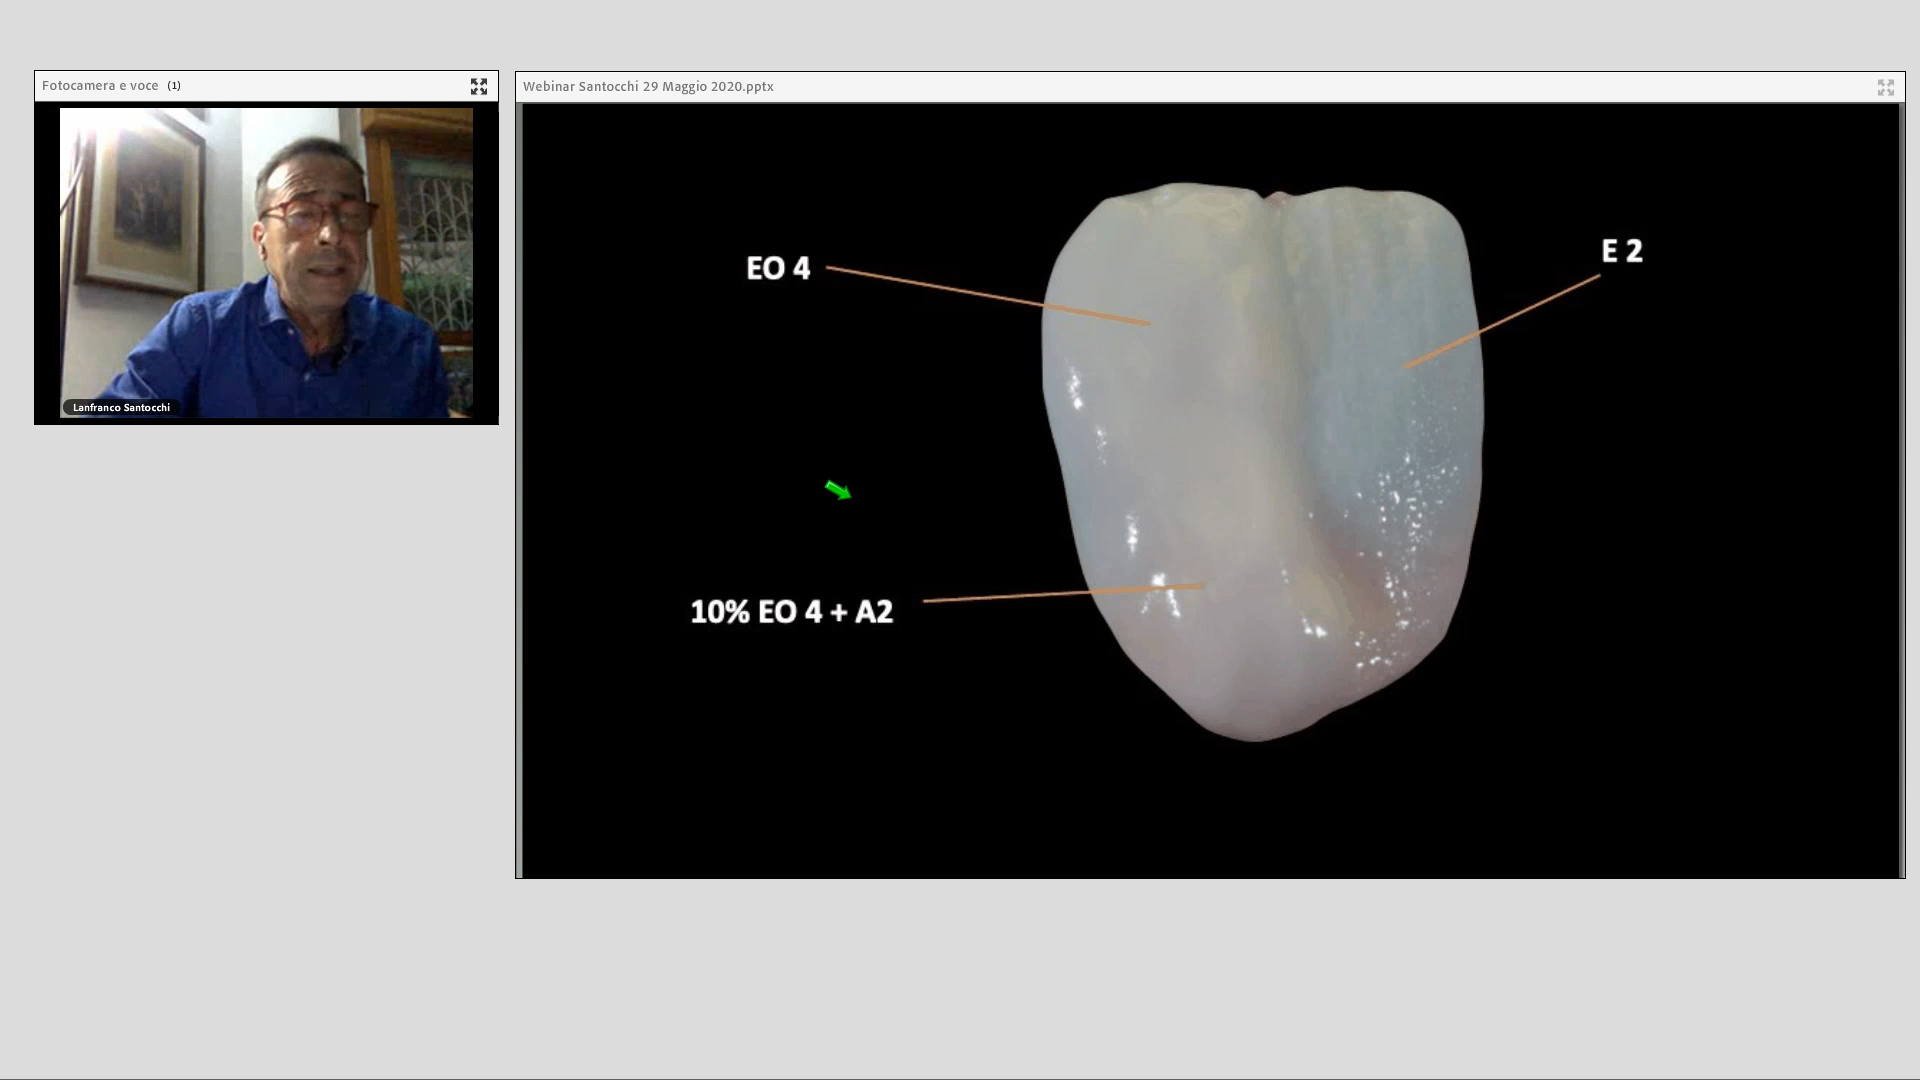 Fotocamera e voce (1)
Lanfranco Santocchi
Webinar Santocchi 29 Maggio 2020.pptx
EO 4
E 2
10% EO 4 + A2